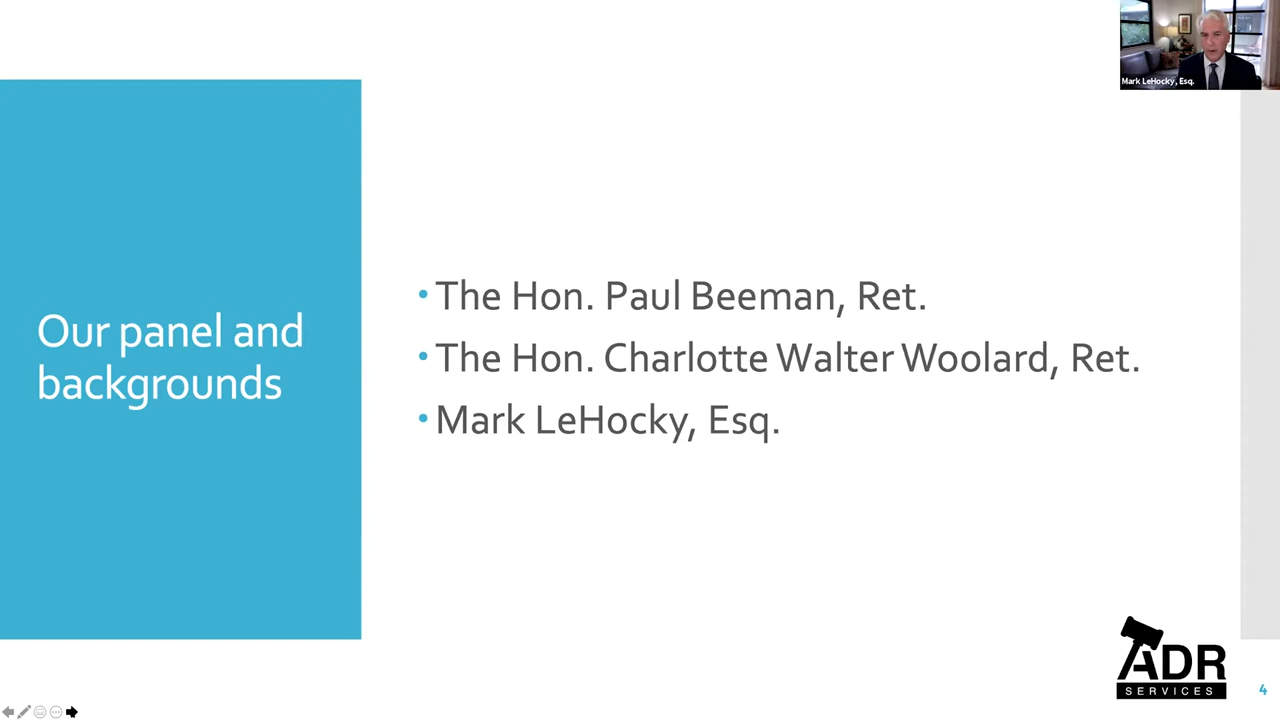 Mark LeHocky, Esq.
Our panel and
backgrounds
• The Hon. Paul Beeman, Ret.
• The Hon. Charlotte Walter Woolard, Ret.
• Mark LeHocky, Esq.
ADR
SERVICES
4